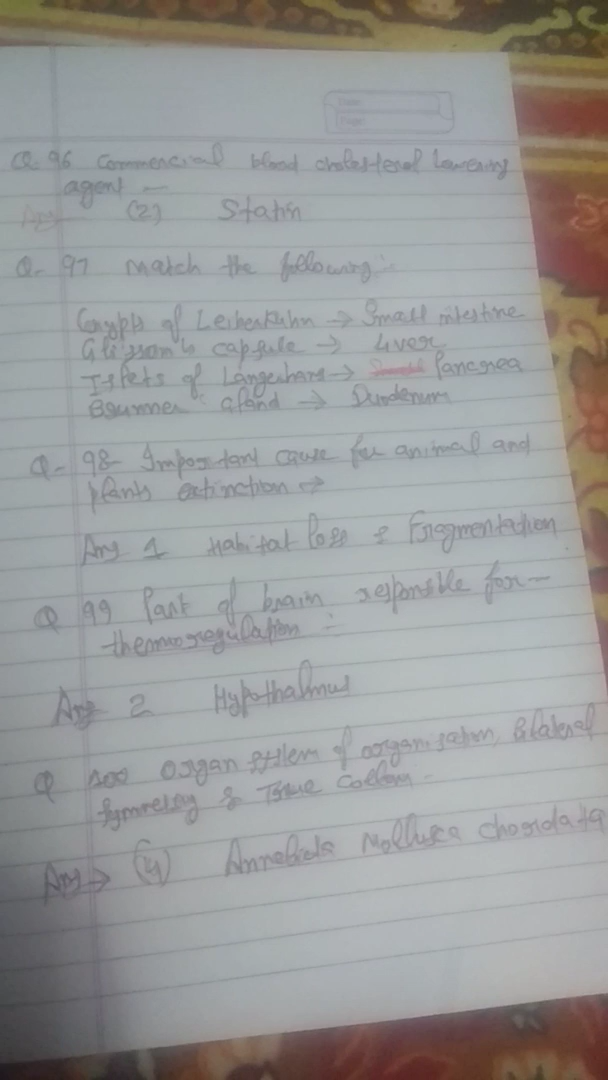 Q. 96 Commercial blood cholesterol lowering
agent —
Ans (2) Statin
Q. 97 Match the following :-
Crypts of Leiberkuhn → Small intestine
Glisson's capsule → Liver
Islets of Langerhans → Pancrea
Brunner gland → Duodenum
Q - 98- Important cause for animal and
plants extinction →
Ans 1 Habitat loss & Fragmentation
Q 99 Part of brain responsible for —
thermoregulation :-
Ans 2 Hypothalmus
Q 100 Organ system of organisation, Bilateral
Symmetry & True Coelom -
Ans → (4) Annelida Mollusca Chordata